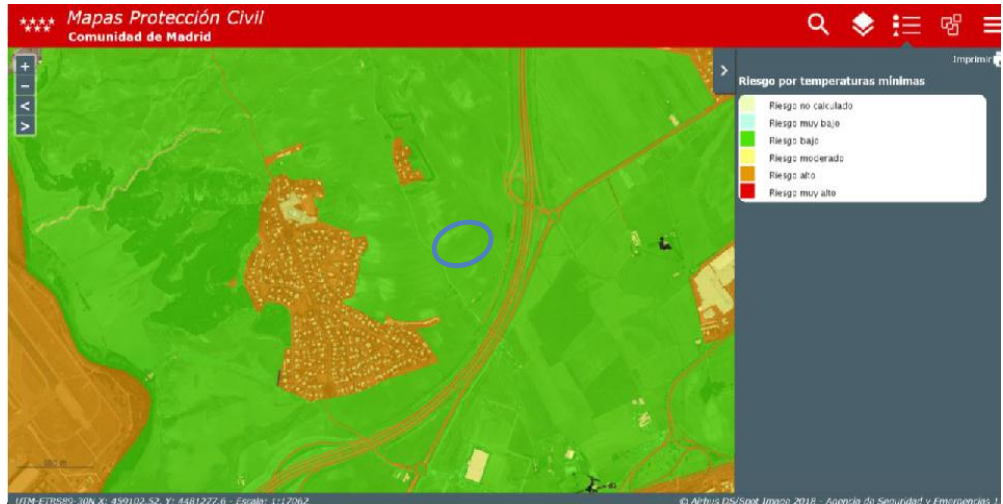 Mapas Protección Civil
Comunidad de Madrid
+
−
<
>
>
Imprimir
Riesgo por temperaturas mínimas
Riesgo no calculado
Riesgo muy bajo
Riesgo bajo
Riesgo moderado
Riesgo alto
Riesgo muy alto
UTM-ETRS89-30N X: 459102.52, Y: 4481277.6 - Escala: 1:17062
© Airbus DS/Spot Image 2018 - Agencia de Seguridad y Emergencias 1